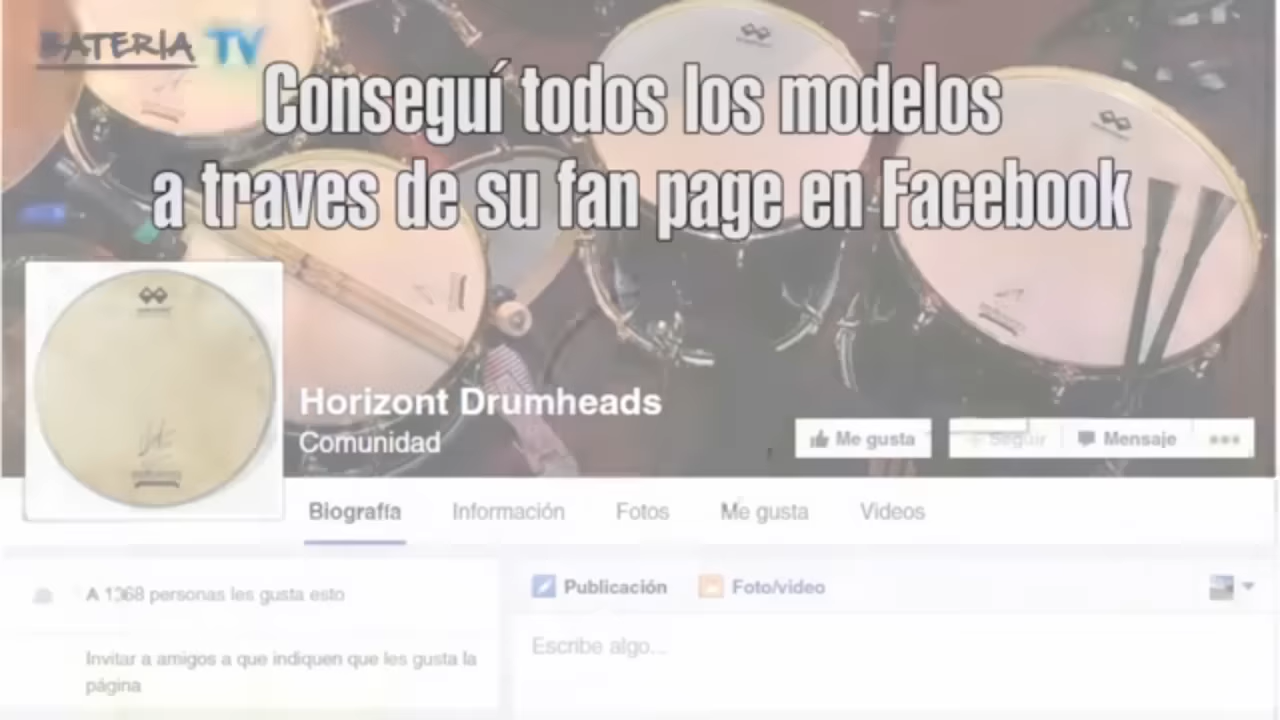 BATERIA TV
Conseguí todos los modelos
a traves de su fan page en Facebook
Horizont Drumheads
Comunidad
Me gusta
Seguir
Mensaje
Biografía
Información
Fotos
Me gusta
Videos
A 1368 personas les gusta esto
Publicación
Foto/video
Escribe algo...
Invitar a amigos a que indiquen que les gusta la
página